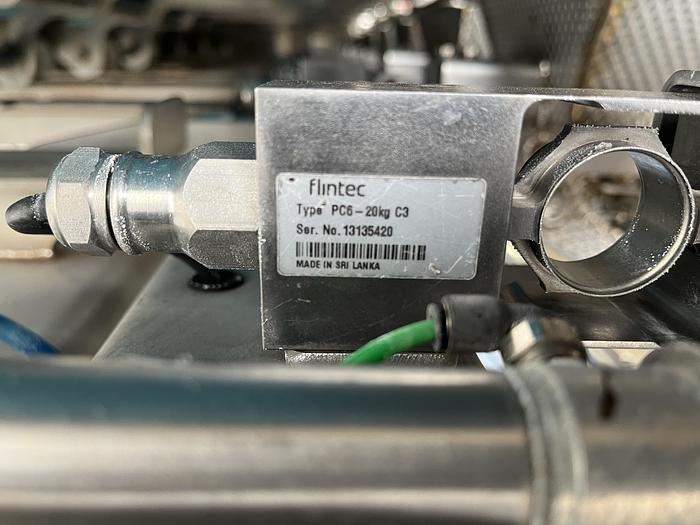 flintec
Type PC6-20kg C3
Ser. No. 13135420
MADE IN SRI LANKA